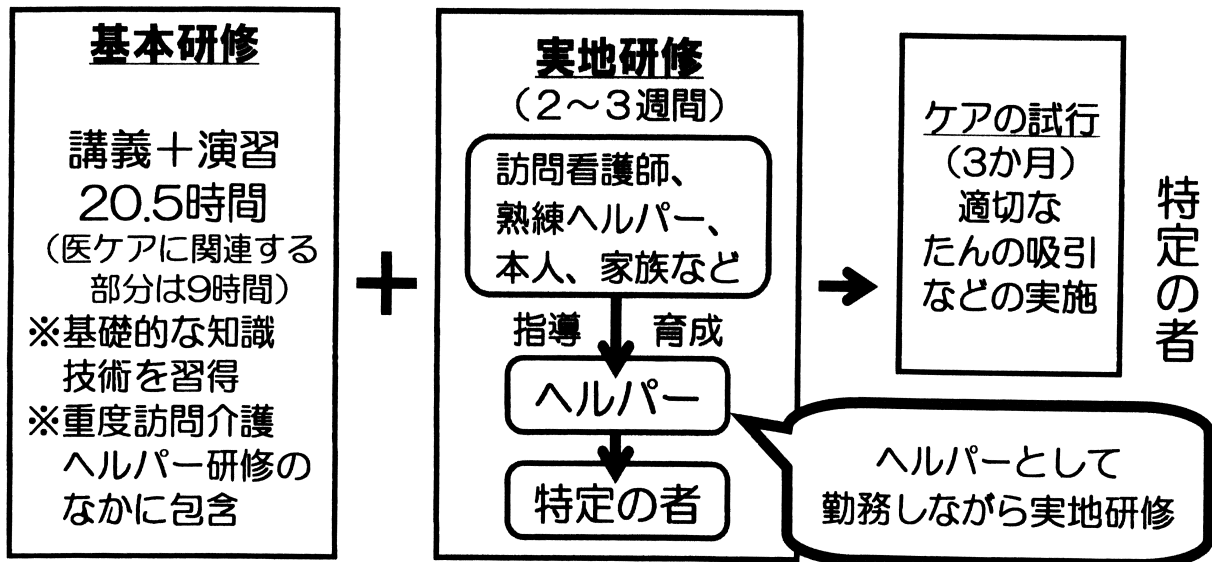 基本研修
講義＋演習
20.5時間
（医ケアに関連する
部分は9時間）
※基礎的な知識
技術を習得
※重度訪問介護
ヘルパー研修の
なかに包含
＋
実地研修
（2～3週間）
訪問看護師、
熟練ヘルパー、
本人、家族など
指導　育成
ヘルパー
特定の者
ケアの試行
（3か月）
適切な
たんの吸引
などの実施
特定の者
ヘルパーとして
勤務しながら実地研修